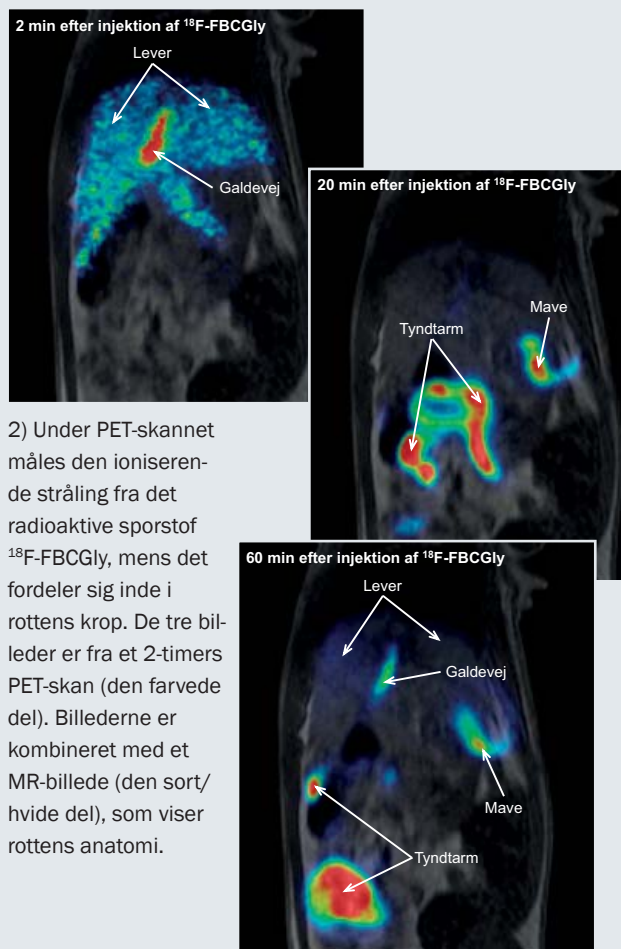 2 min efter injektion af ¹⁸F-FBCGly
Lever
Galdevej
20 min efter injektion af ¹⁸F-FBCGly
Mave
Tyndtarm
2) Under PET-skannet
måles den ioniseren-
de stråling fra det
radioaktive sporstof
¹⁸F-FBCGly, mens det
fordeler sig inde i
rottens krop. De tre bil-
leder er fra et 2-timers
PET-skan (den farvede
del). Billederne er
kombineret med et
MR-billede (den sort/
hvide del), som viser
rottens anatomi.
60 min efter injektion af ¹⁸F-FBCGly
Lever
Galdevej
Mave
Tyndtarm